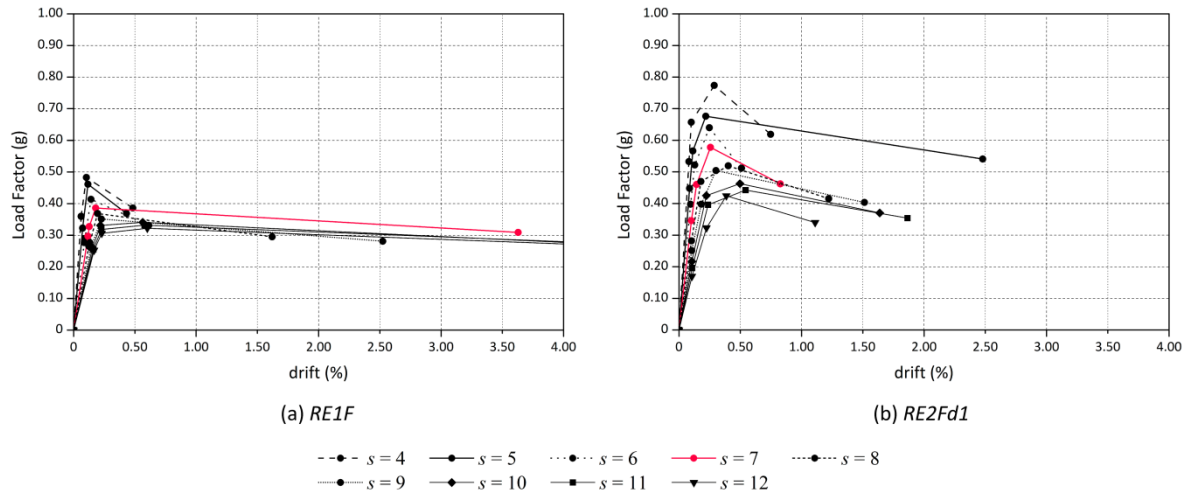 1.00
0.90
0.80
0.70
0.60
0.50
0.40
0.30
0.20
0.10
0
Load Factor (g)
0 0.50 1.00 1.50 2.00 2.50 3.00 3.50 4.00
drift (%)
(a) RE1F
1.00
0.90
0.80
0.70
0.60
0.50
0.40
0.30
0.20
0.10
0
Load Factor (g)
0 0.50 1.00 1.50 2.00 2.50 3.00 3.50 4.00
drift (%)
(b) RE2Fd1
s = 4 s = 5 s = 6 s = 7 s = 8
s = 9 s = 10 s = 11 s = 12